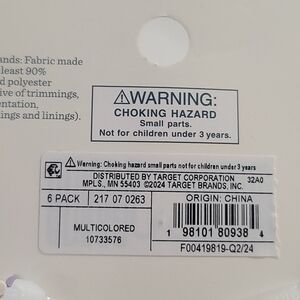 ands: Fabric made
least 90%
d polyester
ive of trimmings,
entation,
ings and linings).
⚠WARNING:
CHOKING HAZARD
Small parts.
Not for children under 3 years.
⚠ Warning: Choking hazard small parts not for children under 3 years
DISTRIBUTED BY TARGET CORPORATION 32A0
MPLS., MN 55403 ©2024 TARGET BRANDS, INC.
6 PACK 217 07 0263 ORIGIN: CHINA
MULTICOLORED
10733576
1 98101 80938 4
F00419819-Q2/24